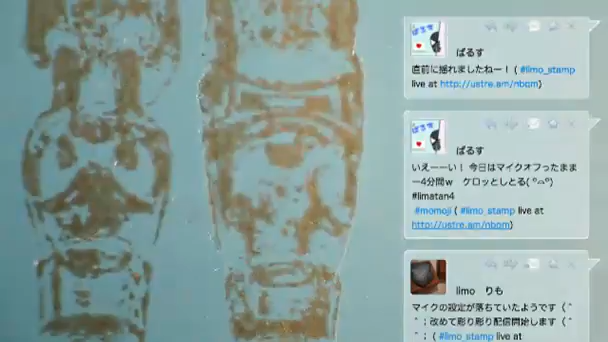 ぱるす
直前に揺れましたねー! ( #limo_stamp
live at http://ustre.am/nbqm)
ぱるす
いえーーい! 今日はマイクオフったまま
ー4分間w ケロッとしとる(
#limatan4
#momoji ( #limo_stamp live at
http://ustre.am/nbqm)
limo りも
マイクの設定が落ちていたようです(
;改めて彫り彫り配信開始します(
; ( #limo_stamp live at